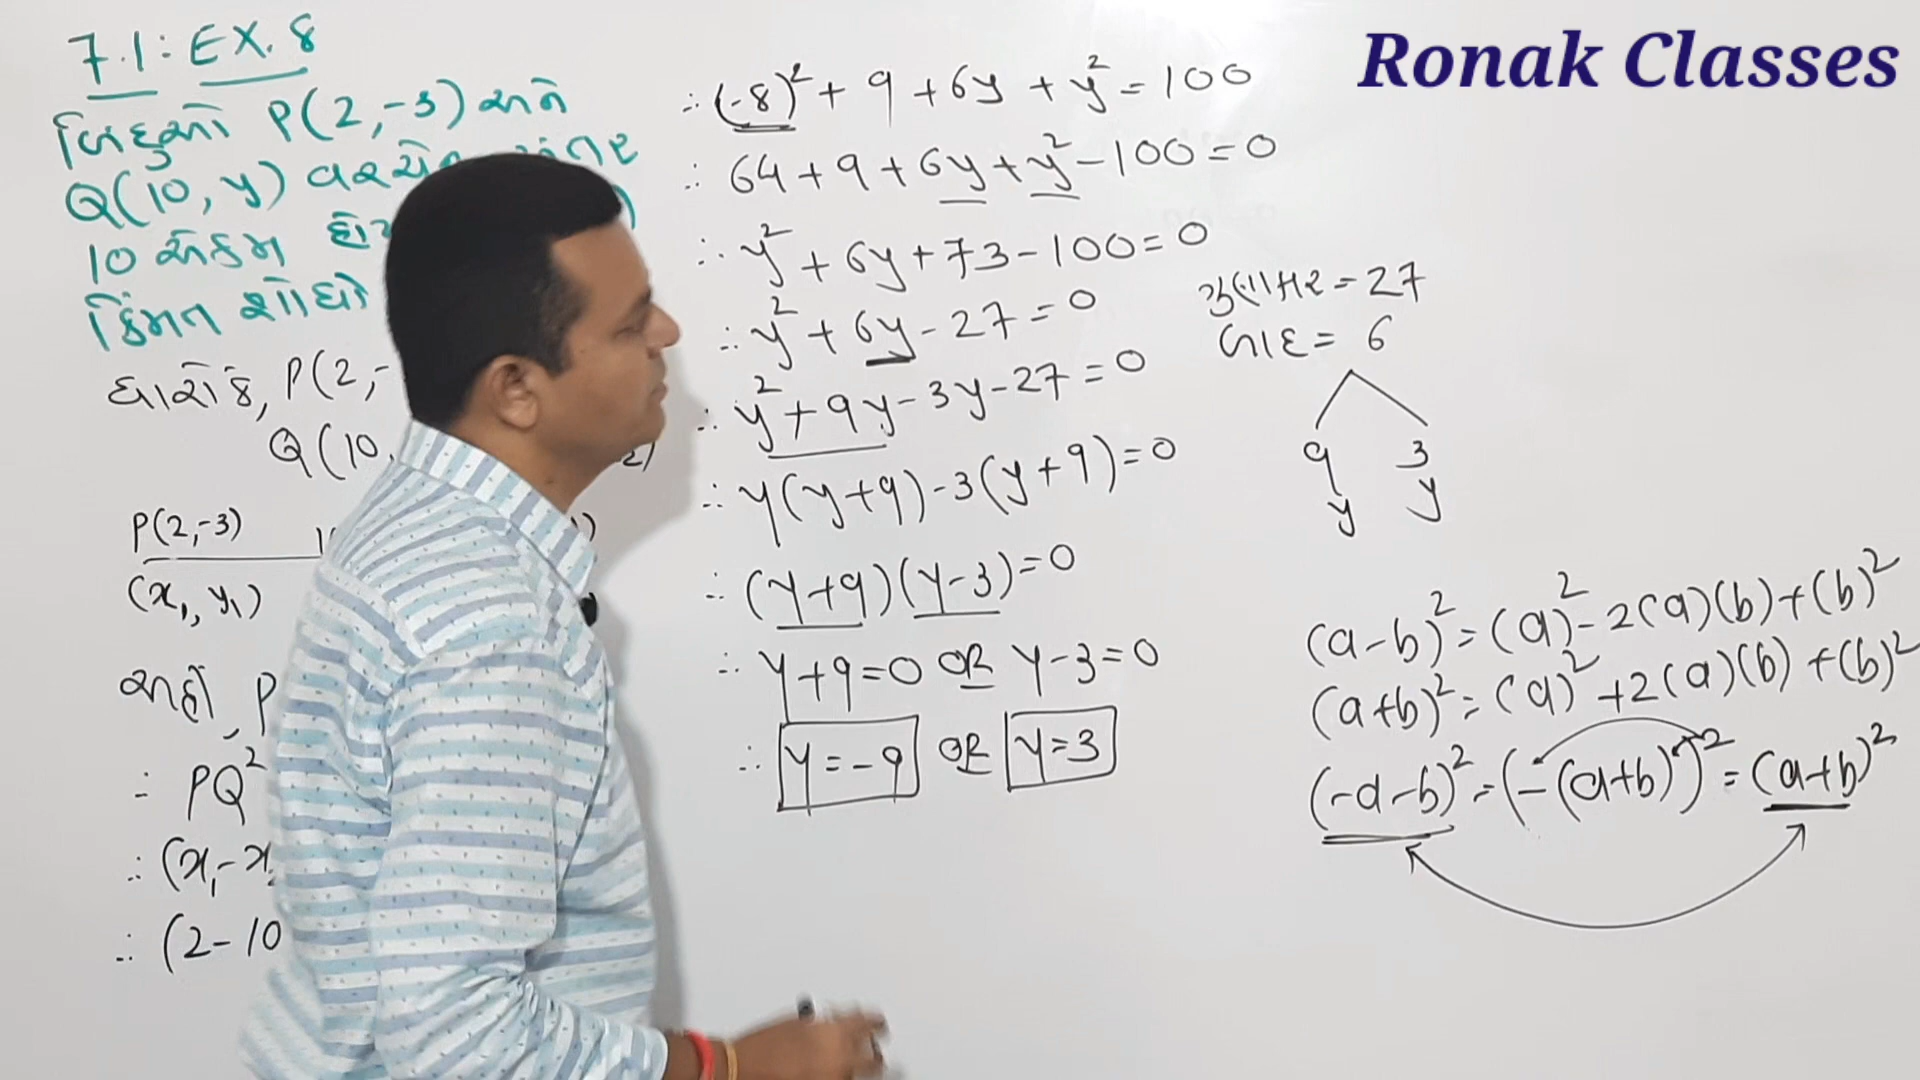 Ronak Classes
7.1: EX. 8
બિંદુઓ P(2,-3) અને
Q(10, y)
10 એકમ
કિંમત શોધો
ધારો કે, P(2,-
Q(10,
P(2,-3)
(x₁, y₁)
અહીં, P
∴ PQ²
∴ (x₁-x₂
∴ (2-10
∴ (-8)² + 9 + 6y + y² = 100
∴ 64 + 9 + 6y + y² - 100 = 0
∴ y² + 6y + 73 - 100 = 0
∴ y² + 6y - 27 = 0
∴ y² + 9y - 3y - 27 = 0
∴ y(y+9) - 3(y+9) = 0
∴ (y+9)(y-3) = 0
∴ y+9=0 OR y-3=0
∴ y = -9 OR y = 3
ગુણાકાર = 27
બાદ = 6
9 3
y y
(a-b)² = (a)² - 2(a)(b) + (b)²
(a+b)² = (a)² + 2(a)(b) + (b)²
(-a-b)² = (-(a+b))² = (a+b)²